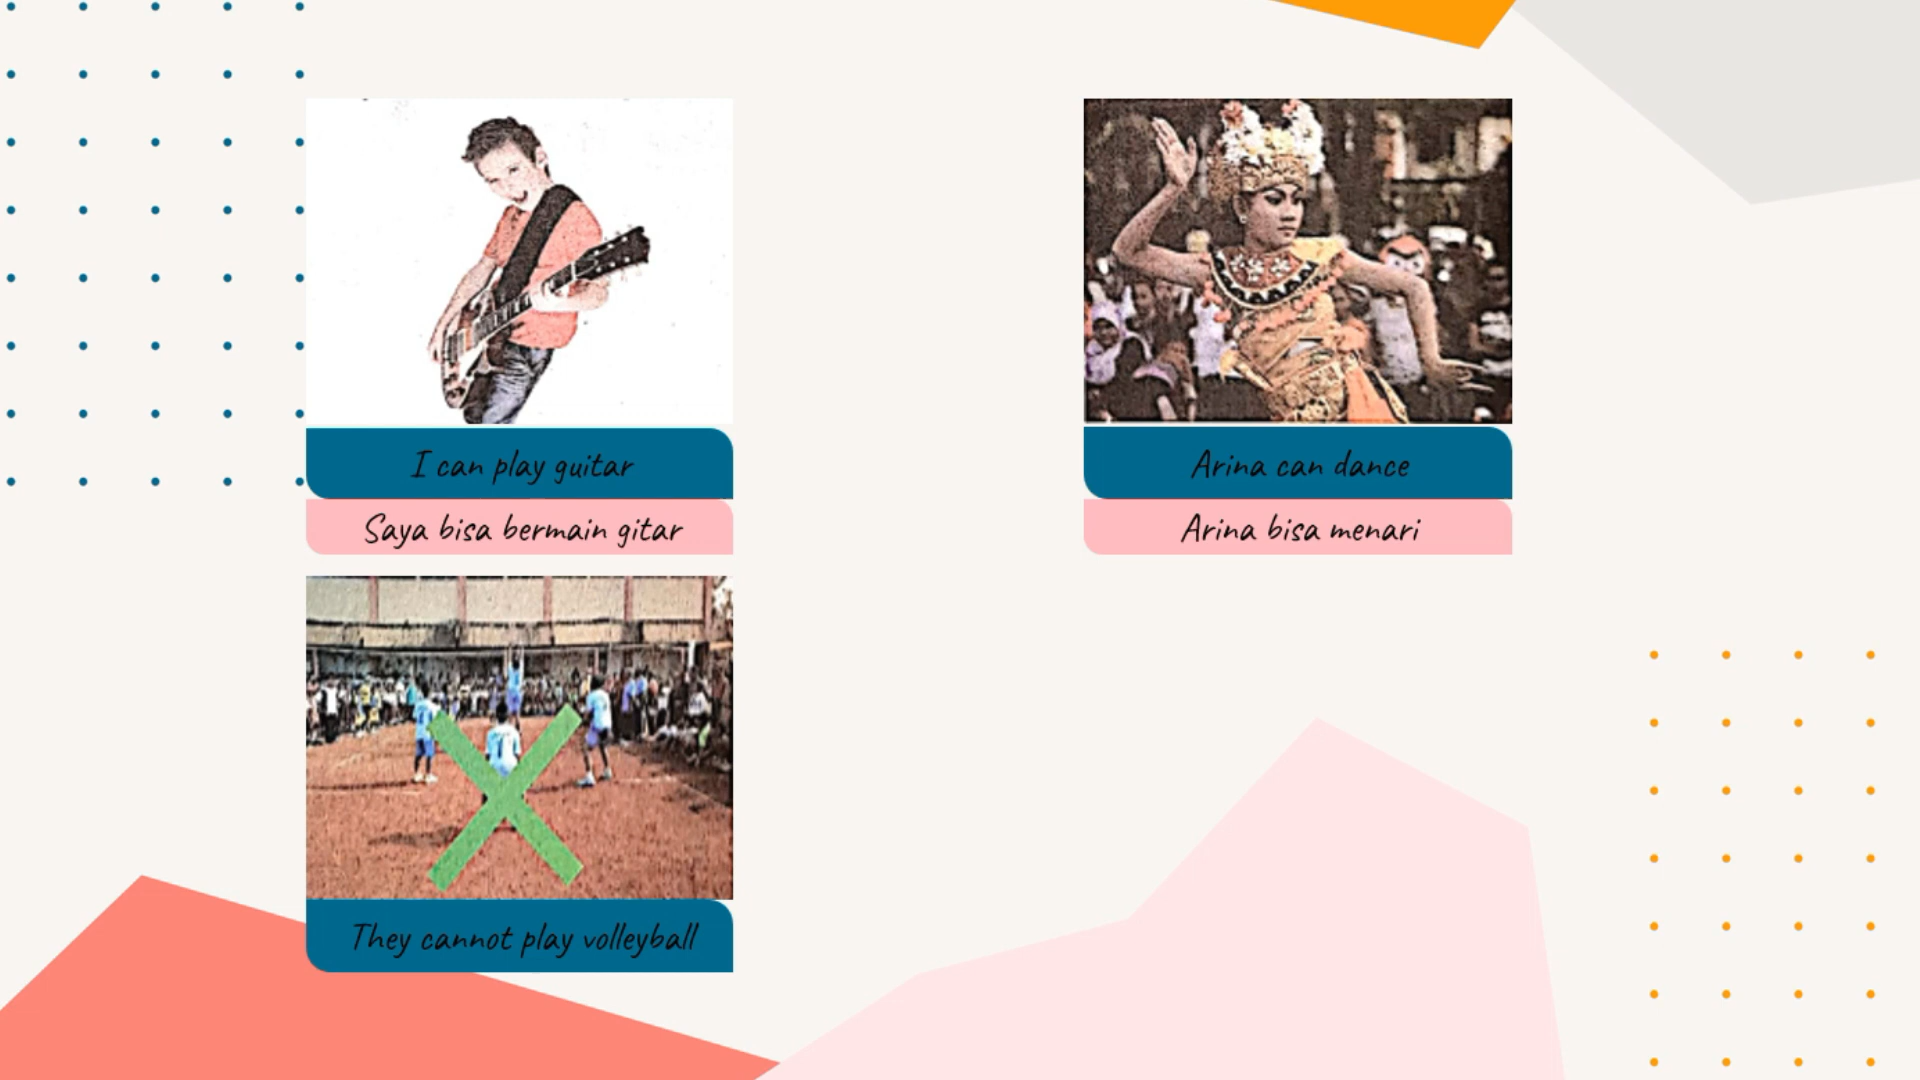 I can play guitar
Saya bisa bermain gitar
Arina can dance
Arina bisa menari
They cannot play volleyball